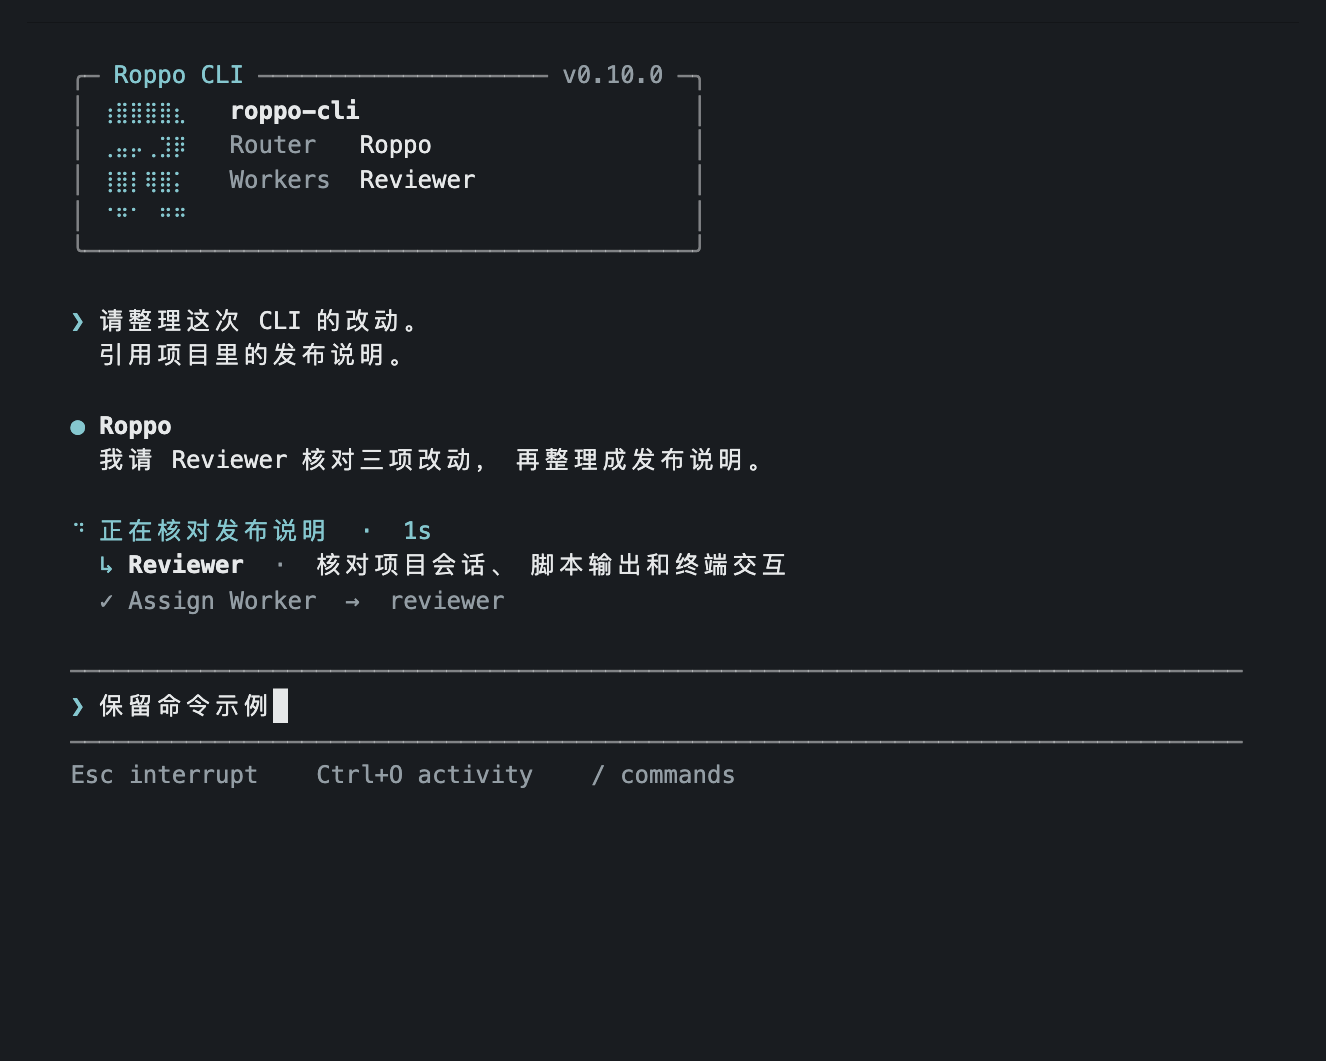 Roppo CLI v0.10.0
roppo-cli
Router Roppo
Workers Reviewer
❯ 请整理这次 CLI 的改动。
引用项目里的发布说明。
● Roppo
我请 Reviewer 核对三项改动， 再整理成发布说明。
正在核对发布说明 · 1s
↳ Reviewer · 核对项目会话、 脚本输出和终端交互
✓ Assign Worker → reviewer
❯ 保留命令示例
Esc interrupt Ctrl+O activity / commands